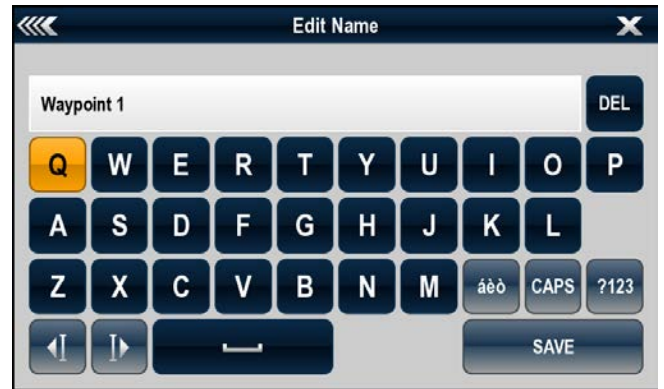 Edit Name
Waypoint 1 DEL
Q W E R T Y U I O P
A S D F G H J K L
Z X C V B N M áèò CAPS ?123
SAVE